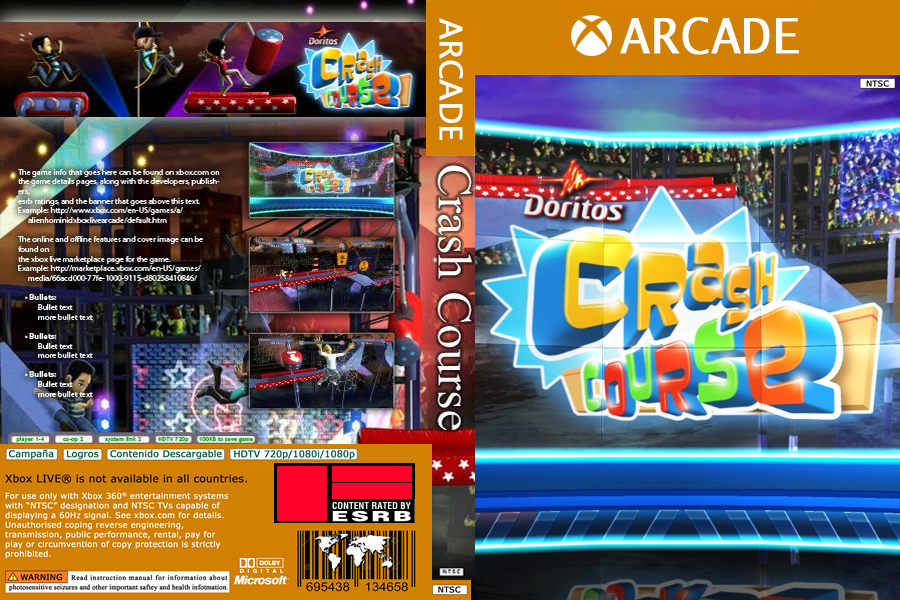 Doritos
CRash
COURSE
The game info that goes here can be found on xbox.com on
the game details pages, along with the developers, publish-
ers,
esrb ratings, and the banner that goes above this text.
Example: http://www.xbox.com/en-US/games/a/
alienhominidxboxlivearcade/default.htm
The online and offline features and cover image can be
found on
the xbox live marketplace page for the game.
Example: http://marketplace.xbox.com/en-US/games/
media/66acd000-77fe-1000-9115-d80258410846/
• Bullets:
Bullet text
more bullet text
• Bullets:
Bullet text
more bullet text
• Bullets:
Bullet text
more bullet text
player 1-4 co-op 2 system link 2 HDTV 720p 100KB to save game
Campaña Logros Contenido Descargable HDTV 720p/1080i/1080p
Xbox LIVE® is not available in all countries.
For use only with Xbox 360® entertainment systems
with “NTSC” designation and NTSC TVs capable of
displaying a 60Hz signal. See xbox.com for details.
Unauthorised coping reverse engineering,
transmission, public performance, rental, pay for
play or circumvention of copy protection is strictly
prohibited.
CONTENT RATED BY
ESRB
WARNING Read instruction manual for information about
photosensitive seizures and other important saftey and health infotmation.
DOLBY
DIGITAL
Microsoft®
695438 134658
ARCADE
Crash Course
NTSC
NTSC
ARCADE
NTSC
Doritos
CRash
COURSE